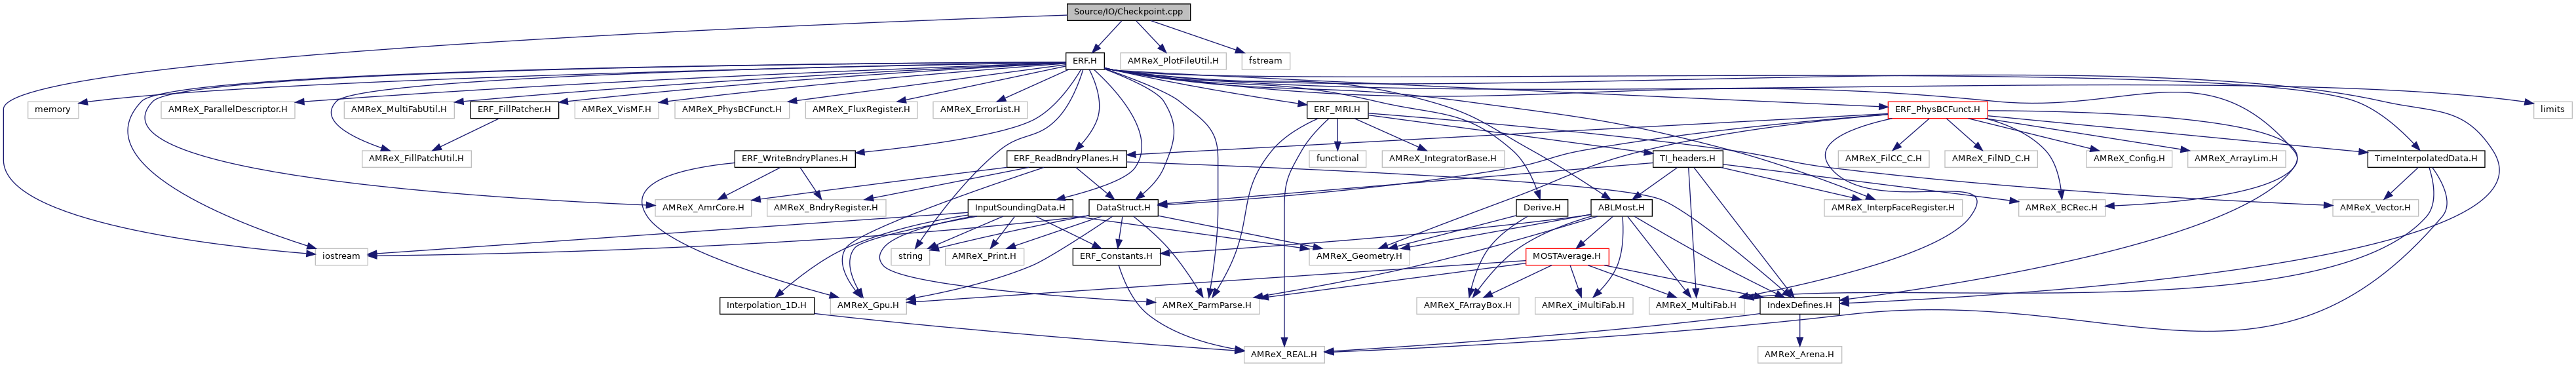 Source/IO/Checkpoint.cpp
ERF.H
AMReX_PlotFileUtil.H
fstream
memory
AMReX_ParallelDescriptor.H
AMReX_MultiFabUtil.H
ERF_FillPatcher.H
AMReX_VisMF.H
AMReX_PhysBCFunct.H
AMReX_FluxRegister.H
AMReX_ErrorList.H
ERF_MRI.H
ERF_PhysBCFunct.H
limits
AMReX_FillPatchUtil.H
ERF_WriteBndryPlanes.H
ERF_ReadBndryPlanes.H
functional
AMReX_IntegratorBase.H
TI_headers.H
AMReX_FilCC_C.H
AMReX_FilND_C.H
AMReX_Config.H
AMReX_ArrayLim.H
TimeInterpolatedData.H
AMReX_AmrCore.H
AMReX_BndryRegister.H
InputSoundingData.H
DataStruct.H
Derive.H
ABLMost.H
AMReX_InterpFaceRegister.H
AMReX_BCRec.H
AMReX_Vector.H
iostream
string
AMReX_Print.H
ERF_Constants.H
AMReX_Geometry.H
MOSTAverage.H
Interpolation_1D.H
AMReX_Gpu.H
AMReX_ParmParse.H
AMReX_FArrayBox.H
AMReX_iMultiFab.H
AMReX_MultiFab.H
IndexDefines.H
AMReX_REAL.H
AMReX_Arena.H